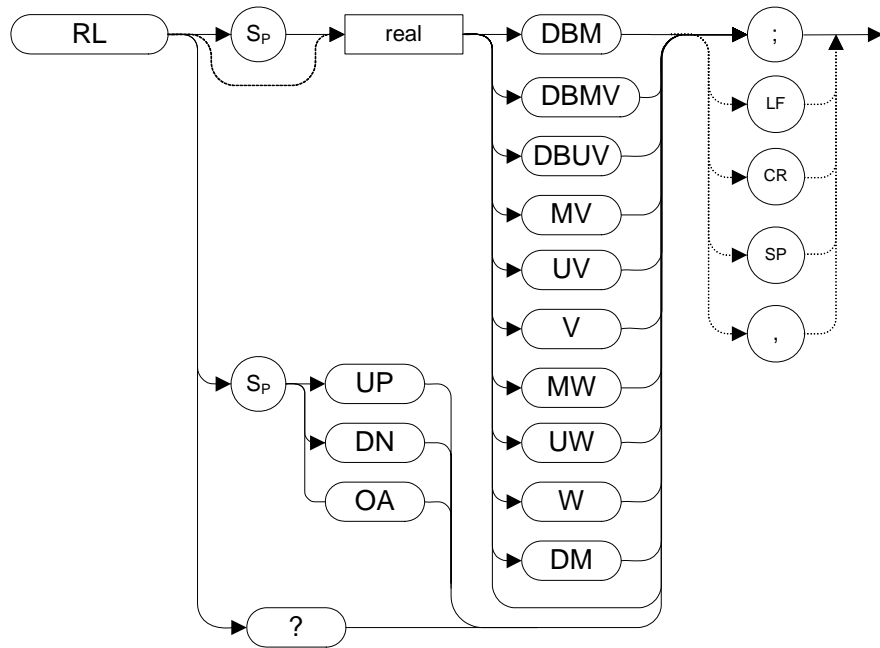 RL
SP
real
DBM
;
DBMV
LF
DBUV
CR
MV
UV
SP
V
,
SP
UP
MW
DN
UW
OA
W
DM
?